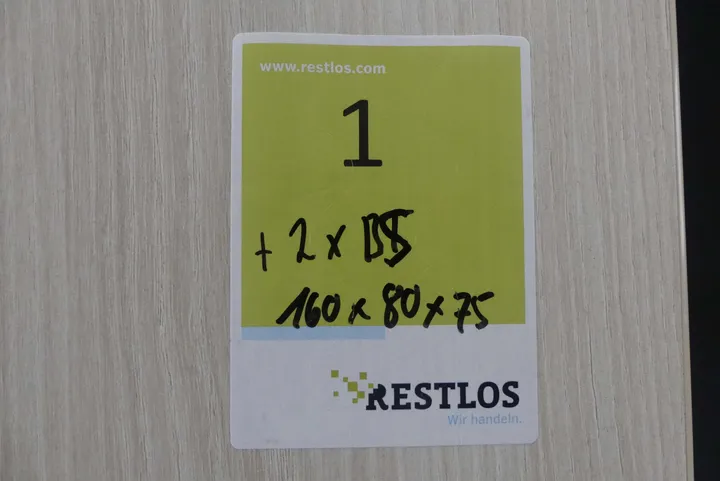 www.restlos.com
1
+ 2 x BS
160 x 80 x 75
RESTLOS
Wir handeln.